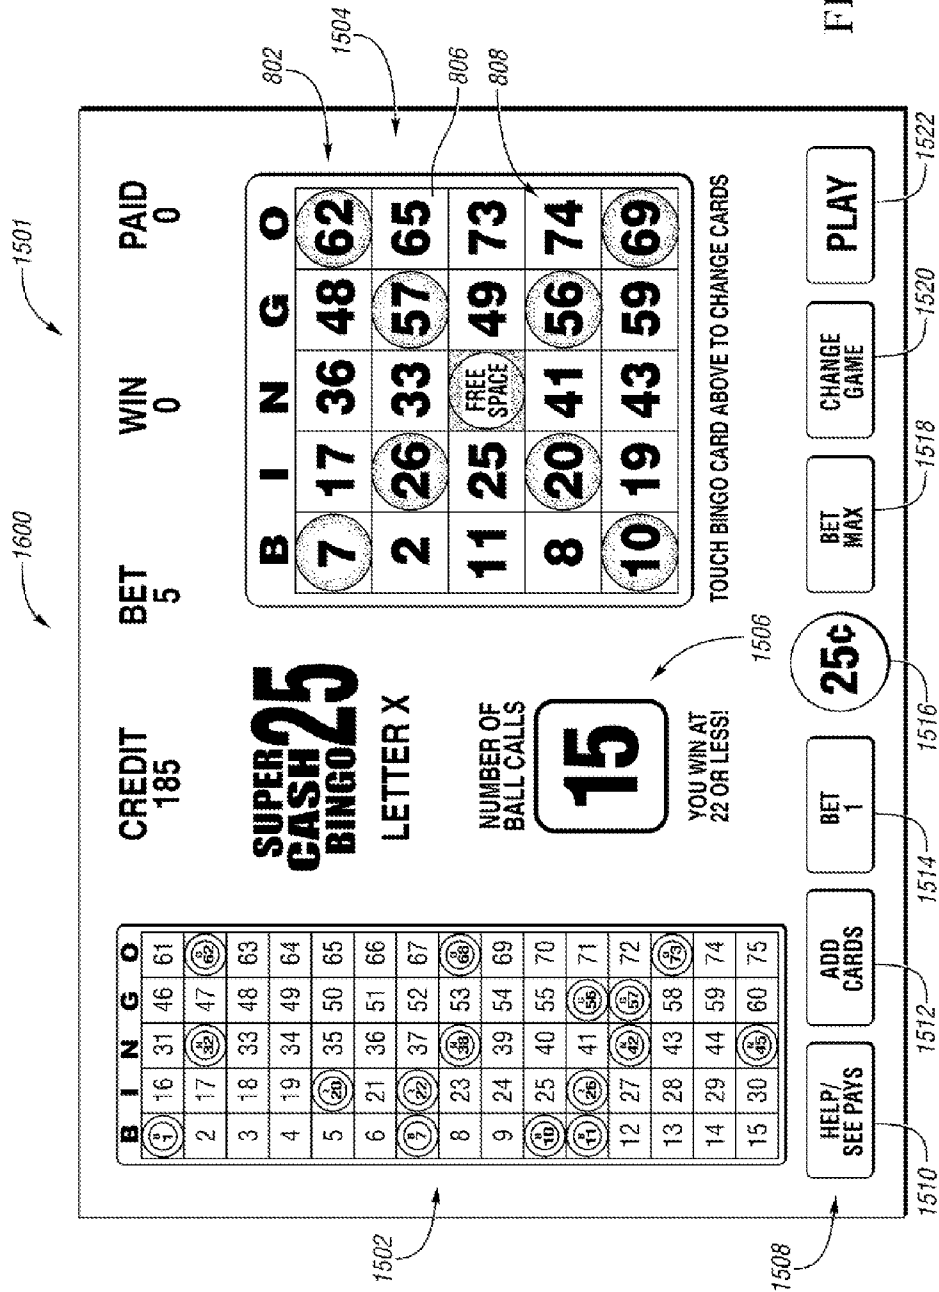 FI
1600
1501
CREDIT
185
BET
5
WIN
0
PAID
0
802
1504
806
808
B I N G O
1 16 31 46 61
2 17 32 47 62
3 18 33 48 63
4 19 34 49 64
5 20 35 50 65
6 21 36 51 66
7 22 37 52 67
8 23 38 53 68
9 24 39 54 69
10 25 40 55 70
11 26 41 56 71
12 27 42 57 72
13 28 43 58 73
14 29 44 59 74
15 30 45 60 75
1502
SUPER
CASH
BINGO 25
LETTER X
NUMBER OF
BALL CALLS
15
YOU WIN AT
22 OR LESS!
1506
B I N G O
7 17 36 48 62
2 26 33 57 65
11 25 FREE SPACE 49 73
8 20 41 56 74
10 19 43 59 69
TOUCH BINGO CARD ABOVE TO CHANGE CARDS
1508
HELP/
SEE PAYS
ADD
CARDS
BET
1
25¢
BET
MAX
CHANGE
GAME
PLAY
1510
1512
1514
1516
1518
1520
1522